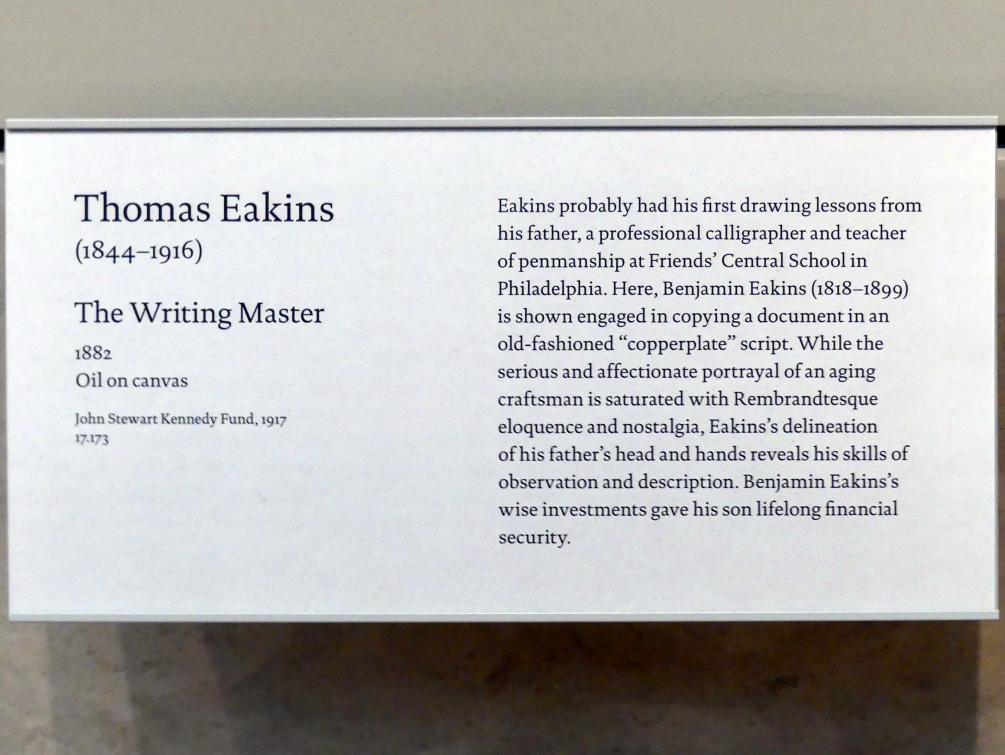 Thomas Eakins
(1844–1916)
The Writing Master
1882
Oil on canvas
John Stewart Kennedy Fund, 1917
17.173
Eakins probably had his first drawing lessons from
his father, a professional calligrapher and teacher
of penmanship at Friends’ Central School in
Philadelphia. Here, Benjamin Eakins (1818–1899)
is shown engaged in copying a document in an
old-fashioned “copperplate” script. While the
serious and affectionate portrayal of an aging
craftsman is saturated with Rembrandtesque
eloquence and nostalgia, Eakins’s delineation
of his father’s head and hands reveals his skills of
observation and description. Benjamin Eakins’s
wise investments gave his son lifelong financial
security.